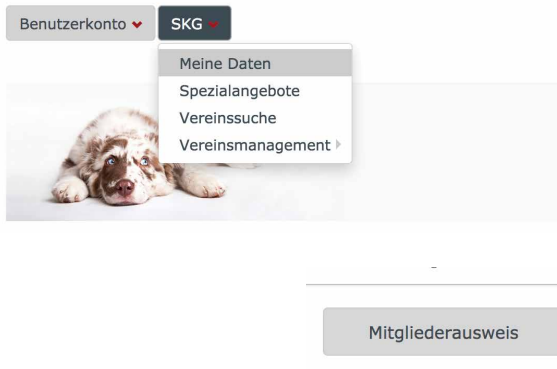 Benutzerkonto SKG
Meine Daten
Spezialangebote
Vereinssuche
Vereinsmanagement
Mitgliederausweis